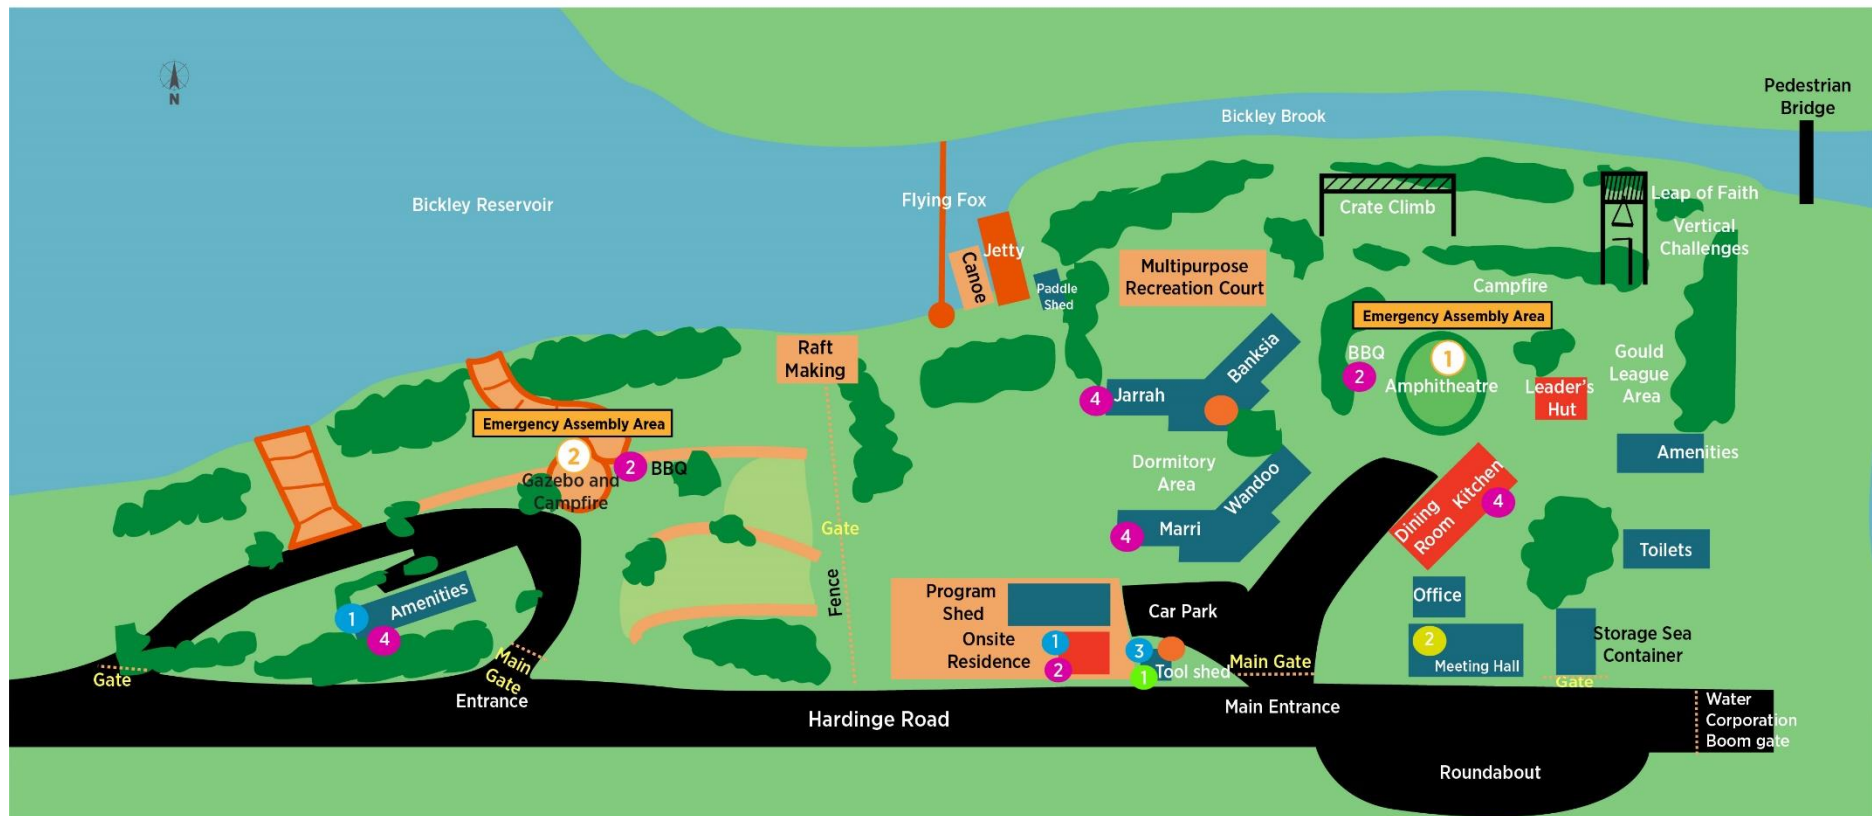 Pedestrian
Bridge
Bickley Brook
N
Bickley Reservoir
Flying Fox
Crate Climb
Leap of Faith
Vertical
Challenges
Jetty
Canoe
Paddle
Shed
Multipurpose
Recreation Court
Campfire
Emergency Assembly Area
1
Amphitheatre
BBQ
2
Raft
Making
Banksia
4
Jarrah
Leader's
Hut
Gould
League
Area
Emergency Assembly Area
2
Gazebo and
Campfire
2
BBQ
Amenities
Dormitory
Area
Wandoo
4
Marri
Dining
Room
Kitchen
4
Gate
Fence
Toilets
Amenities
1
4
Program
Shed
Onsite
Residence
1
2
Car Park
3
1
Tool shed
Main Gate
Office
2
Meeting Hall
Storage Sea
Container
Gate
Gate
Main
Gate
Entrance
Main Entrance
Hardinge Road
Water
Corporation
Boom gate
Roundabout